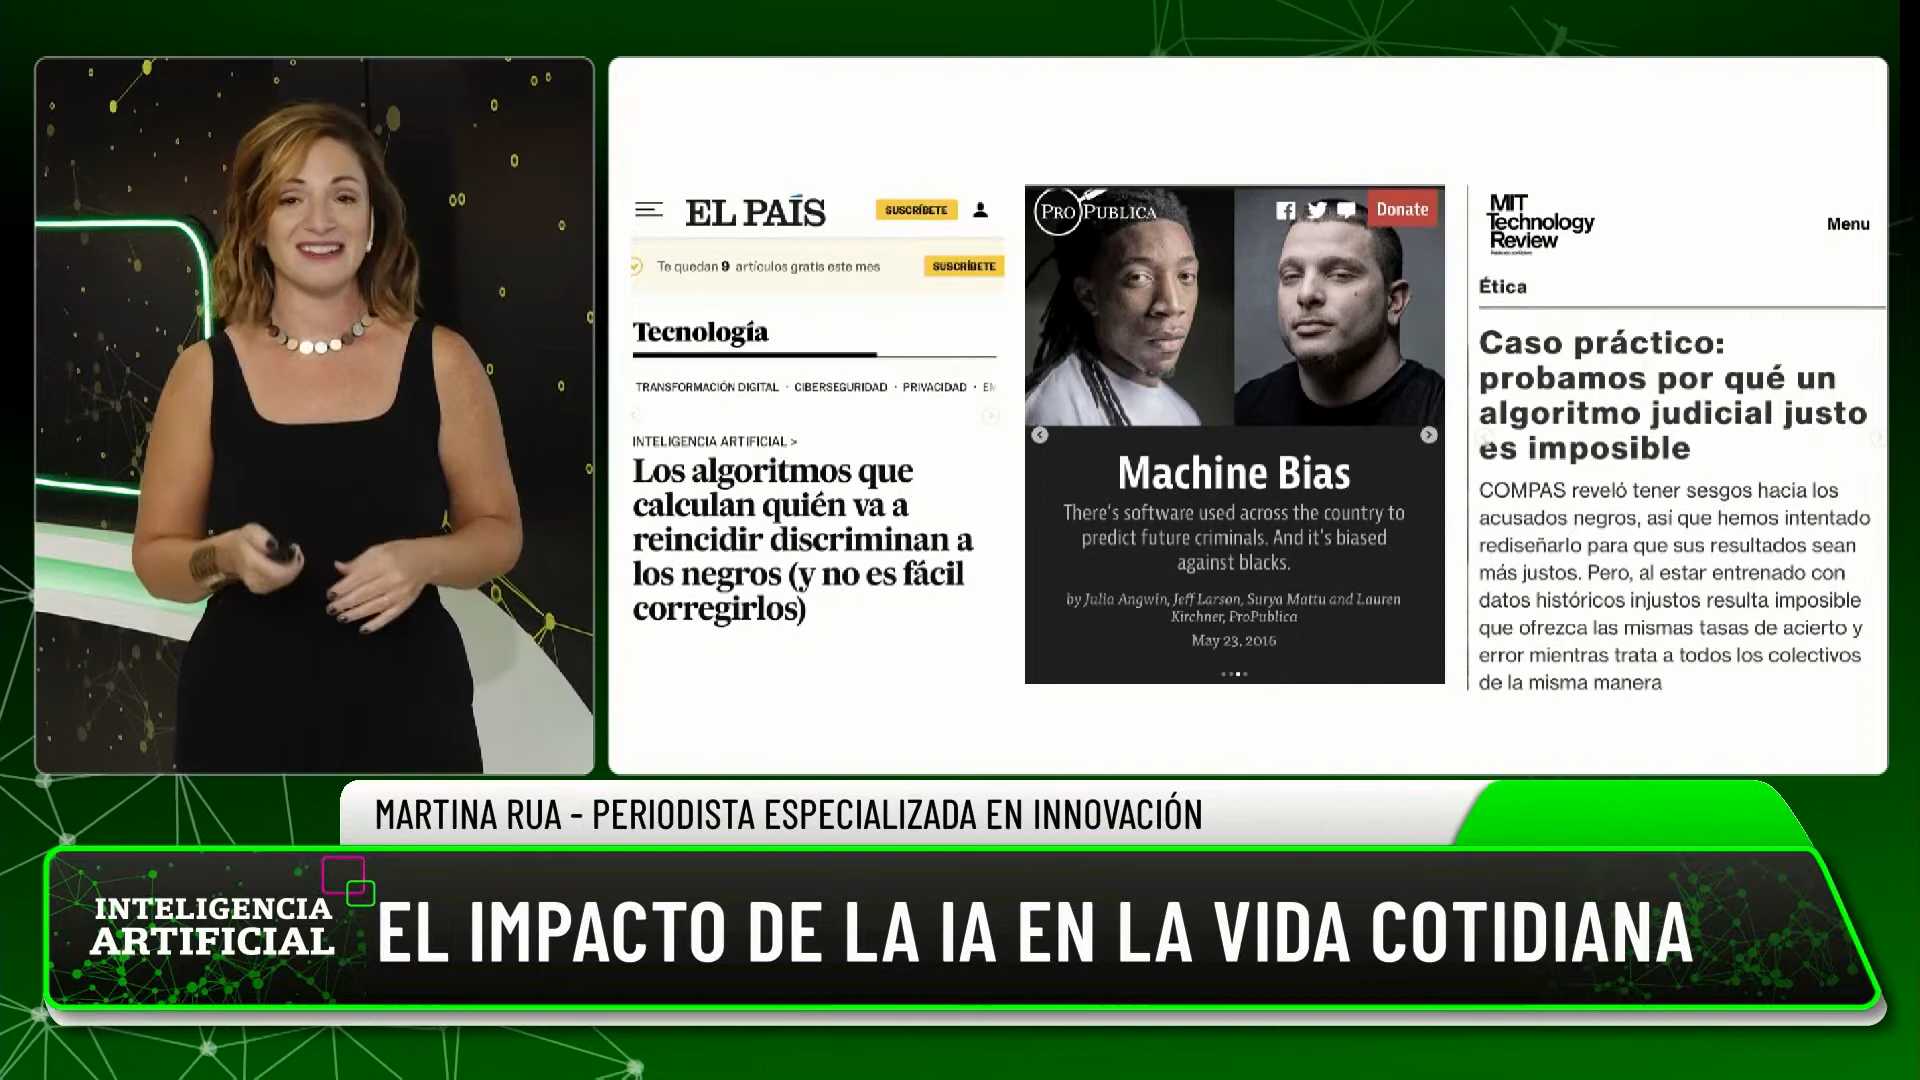 EL PAÍS
SUSCRÍBETE
Te quedan 9 artículos gratis este mes
SUSCRÍBETE
Tecnología
TRANSFORMACIÓN DIGITAL · CIBERSEGURIDAD · PRIVACIDAD · EM
INTELIGENCIA ARTIFICIAL >
Los algoritmos que
calculan quién va a
reincidir discriminan a
los negros (y no es fácil
corregirlos)
PROPUBLICA
Donate
Machine Bias
There's software used across the country to
predict future criminals. And it's biased
against blacks.
by Julia Angwin, Jeff Larson, Surya Mattu and Lauren
Kirchner, ProPublica
May 23, 2016
MIT
Technology
Review
Menu
Ética
Caso práctico:
probamos por qué un
algoritmo judicial justo
es imposible
COMPAS reveló tener sesgos hacia los
acusados negros, así que hemos intentado
rediseñarlo para que sus resultados sean
más justos. Pero, al estar entrenado con
datos históricos injustos resulta imposible
que ofrezca las mismas tasas de acierto y
error mientras trata a todos los colectivos
de la misma manera
MARTINA RUA - PERIODISTA ESPECIALIZADA EN INNOVACIÓN
INTELIGENCIA
ARTIFICIAL
EL IMPACTO DE LA IA EN LA VIDA COTIDIANA